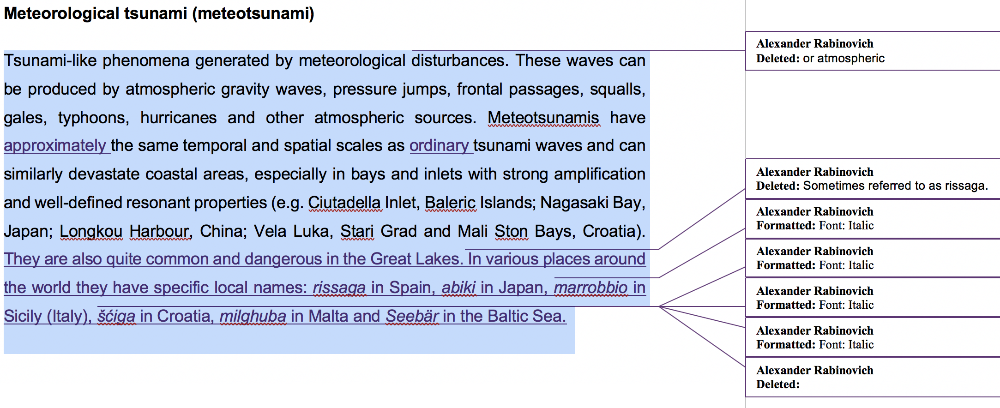 Meteorological tsunami (meteotsunami)
Tsunami-like phenomena generated by meteorological disturbances. These waves can
be produced by atmospheric gravity waves, pressure jumps, frontal passages, squalls,
gales, typhoons, hurricanes and other atmospheric sources. Meteotsunamis have
approximately the same temporal and spatial scales as ordinary tsunami waves and can
similarly devastate coastal areas, especially in bays and inlets with strong amplification
and well-defined resonant properties (e.g. Ciutadella Inlet, Baleric Islands; Nagasaki Bay,
Japan; Longkou Harbour, China; Vela Luka, Stari Grad and Mali Ston Bays, Croatia).
They are also quite common and dangerous in the Great Lakes. In various places around
the world they have specific local names: rissaga in Spain, abiki in Japan, marrobbio in
Sicily (Italy), šćiga in Croatia, milghuba in Malta and Seebär in the Baltic Sea.
Alexander Rabinovich
Deleted: or atmospheric
Alexander Rabinovich
Deleted: Sometimes referred to as rissaga.
Alexander Rabinovich
Formatted: Font: Italic
Alexander Rabinovich
Formatted: Font: Italic
Alexander Rabinovich
Formatted: Font: Italic
Alexander Rabinovich
Formatted: Font: Italic
Alexander Rabinovich
Deleted: